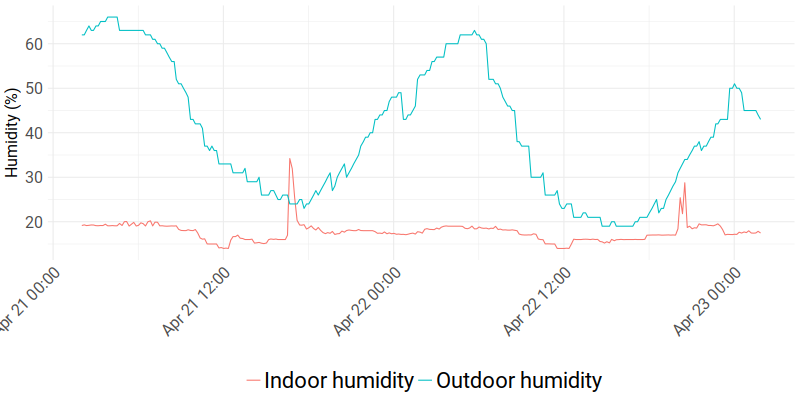 Humidity (%)
60
50
40
30
20
Apr 21 00:00
Apr 21 12:00
Apr 22 00:00
Apr 22 12:00
Apr 23 00:00
Indoor humidity
Outdoor humidity